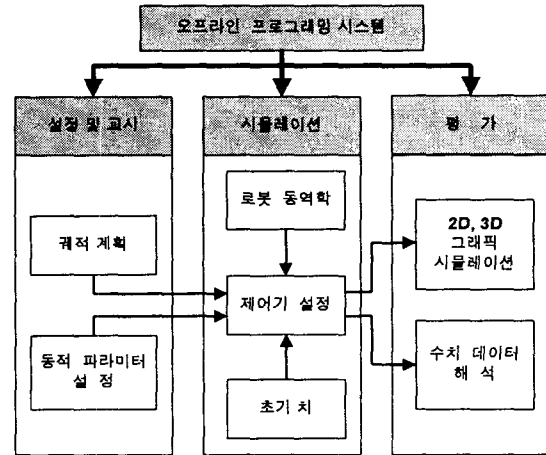 오프라인 프로그래밍 시스템
설정 및 교시
시뮬레이션
평 가
궤적 계획
동적 파라미터
설 정
로봇 동역학
제어기 설정
초기 치
2D, 3D
그래픽
시뮬레이션
수치 데이터
해 석